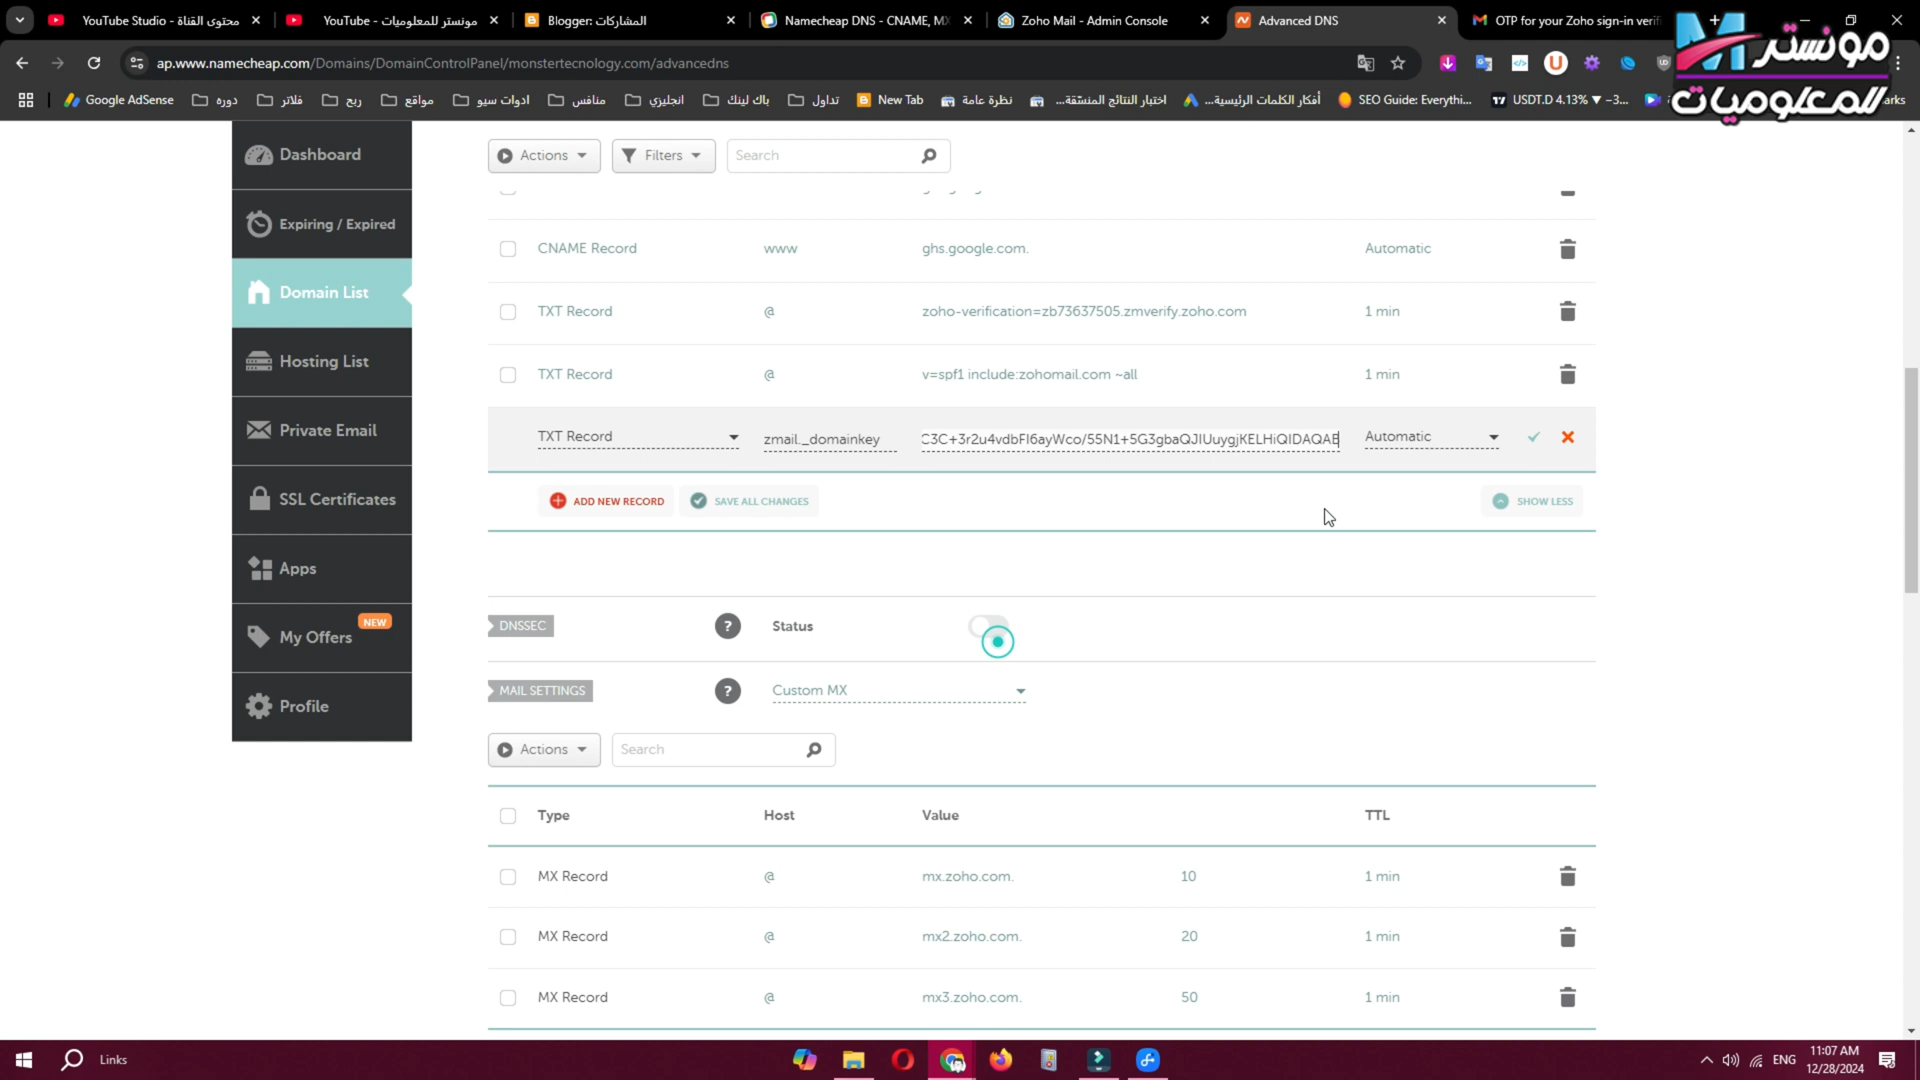 YouTube Studio - محتوى القناة
YouTube - مونستر للمعلوميات
Blogger: المشاركات
Namecheap DNS - CNAME, MX
Zoho Mail - Admin Console
Advanced DNS
OTP for your Zoho sign-in verif
مونستر
للمعلوميات
ap.www.namecheap.com/Domains/DomainControlPanel/monstertecnology.com/advancedns
Google AdSense
دوره
فلاتر
ربح
مواقع
ادوات سيو
منافس
انجليزي
باك لينك
تداول
New Tab
نظرة عامة
اختبار النتائج المنسّقة...
أفكار الكلمات الرئيسية...
SEO Guide: Everythi...
USDT.D 4.13% ▼ −3...
arks
Dashboard
Expiring / Expired
Domain List
Hosting List
Private Email
SSL Certificates
Apps
NEW
My Offers
Profile
Actions
Filters
Search
CNAME Record www ghs.google.com. Automatic
TXT Record @ zoho-verification=zb73637505.zmverify.zoho.com 1 min
TXT Record @ v=spf1 include:zohomail.com ~all 1 min
TXT Record zmail._domainkey C3C+3r2u4vdbFI6ayWco/55N1+5G3gbaQJIUuygjKELHiQIDAQAB Automatic
ADD NEW RECORD SAVE ALL CHANGES SHOW LESS
DNSSEC ? Status
MAIL SETTINGS ? Custom MX
Actions Search
Type Host Value TTL
MX Record @ mx.zoho.com. 10 1 min
MX Record @ mx2.zoho.com. 20 1 min
MX Record @ mx3.zoho.com. 50 1 min
Links
ENG
11:07 AM
12/28/2024